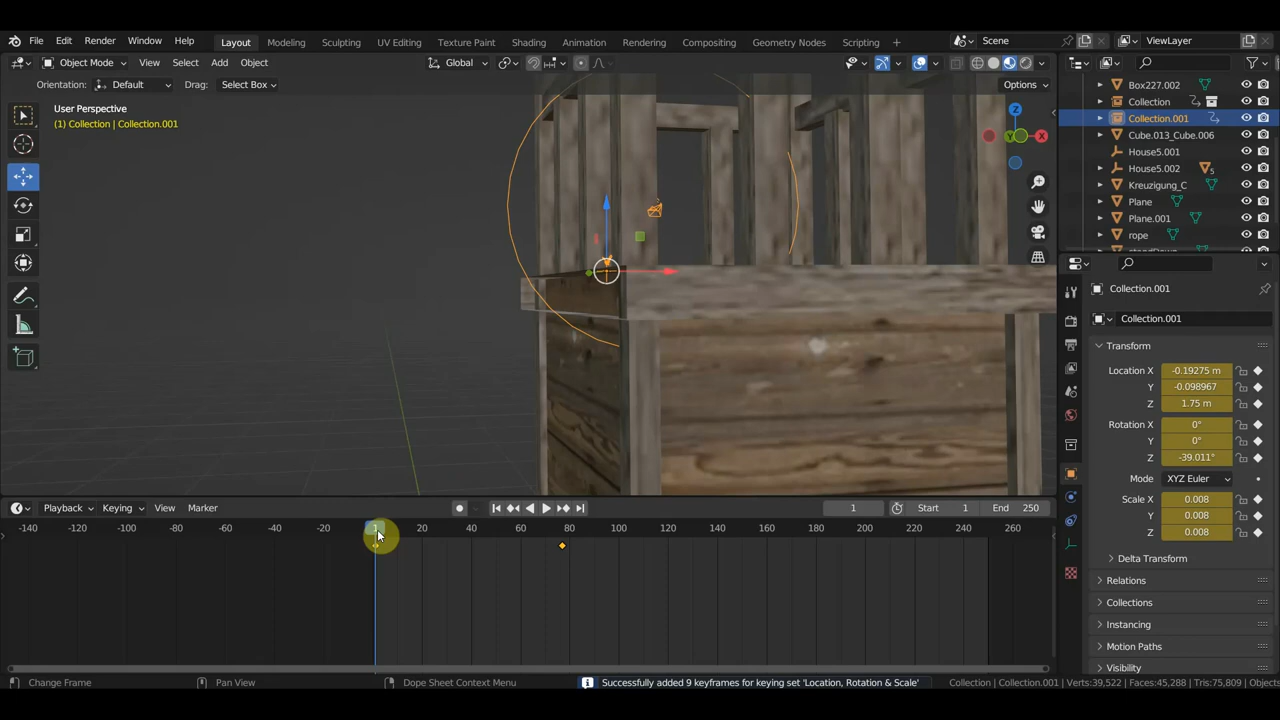 File Edit Render Window Help Layout Modeling Sculpting UV Editing Texture Paint Shading Animation Rendering Compositing Geometry Nodes Scripting + Scene ViewLayer
Object Mode View Select Add Object Global
Orientation: Default Drag: Select Box Options
User Perspective
(1) Collection | Collection.001
Z
X
Y
Box227.002
Collection
Collection.001
Cube.013_Cube.006
House5.001
House5.002 5
Kreuzigung_C
Plane
Plane.001
rope
Collection.001
Collection.001
Transform
Location X -0.19275 m
Y -0.098967
Z 1.75 m
Rotation X 0°
Y 0°
Z -39.011°
Mode XYZ Euler
Scale X 0.008
Y 0.008
Z 0.008
Delta Transform
Relations
Collections
Instancing
Motion Paths
Visibility
Playback Keying View Marker 1 Start 1 End 250
-140 -120 -100 -80 -60 -40 -20 1 20 40 60 80 100 120 140 160 180 200 220 240 260
Change Frame Pan View Dope Sheet Context Menu Successfully added 9 keyframes for keying set 'Location, Rotation & Scale' Collection | Collection.001 | Verts:39,522 | Faces:45,288 | Tris:75,809 | Objects